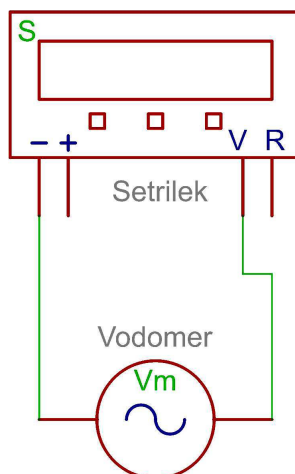 S
− + V R
Setrilek
Vodomer
Vm